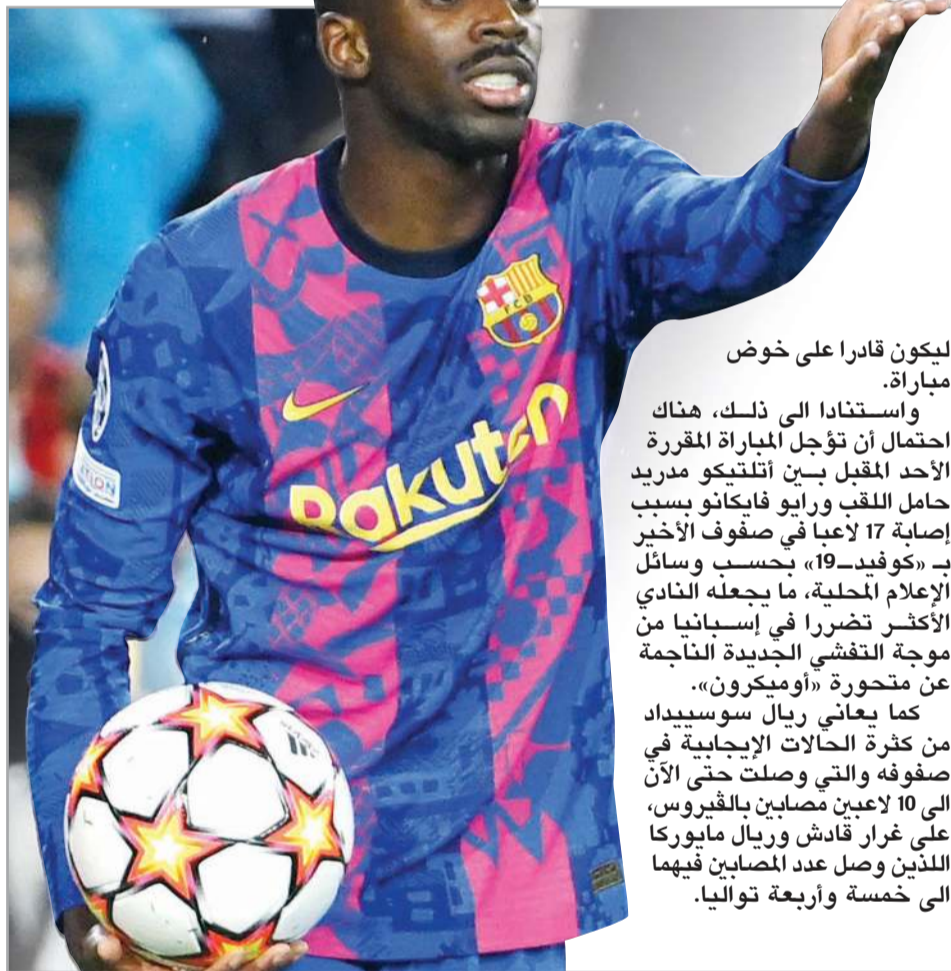 FCB
Rakuten
ليكون قادرا على خوض
مباراة.
واستنادا الى ذلك، هناك
احتمال أن تؤجل المباراة المقررة
الأحد المقبل بين أتلتيكو مدريد
حامل اللقب ورايو فايكانو بسبب
إصابة 17 لاعبا في صفوف الأخير
بـ «كوفيد-19» بحسب وسائل
الإعلام المحلية، ما يجعله النادي
الأكثر تضررا في إسبانيا من
موجة التفشي الجديدة الناجمة
عن متحورة «أوميكرون».
كما يعاني ريال سوسييداد
من كثرة الحالات الإيجابية في
صفوفه والتي وصلت حتى الآن
الى 10 لاعبين مصابين بالڤيروس،
على غرار قادش وريال مايوركا
اللذين وصل عدد المصابين فيهما
الى خمسة وأربعة تواليا.